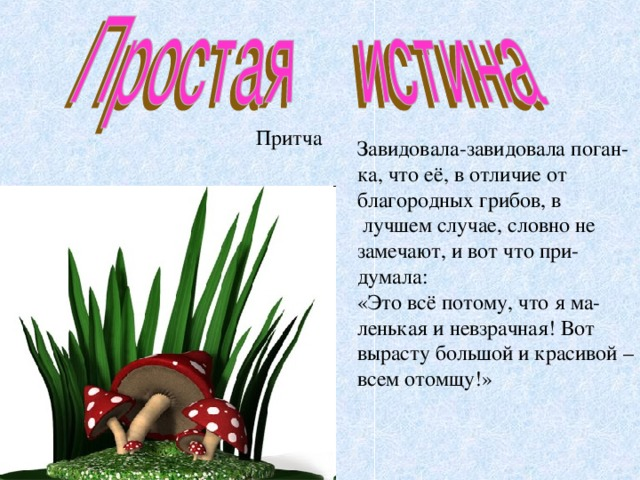 Простая истина
Притча
Завидовала-завидовала поган-
ка, что её, в отличие от
благородных грибов, в
лучшем случае, словно не
замечают, и вот что при-
думала:
«Это всё потому, что я ма-
ленькая и невзрачная! Вот
вырасту большой и красивой –
всем отомщу!»